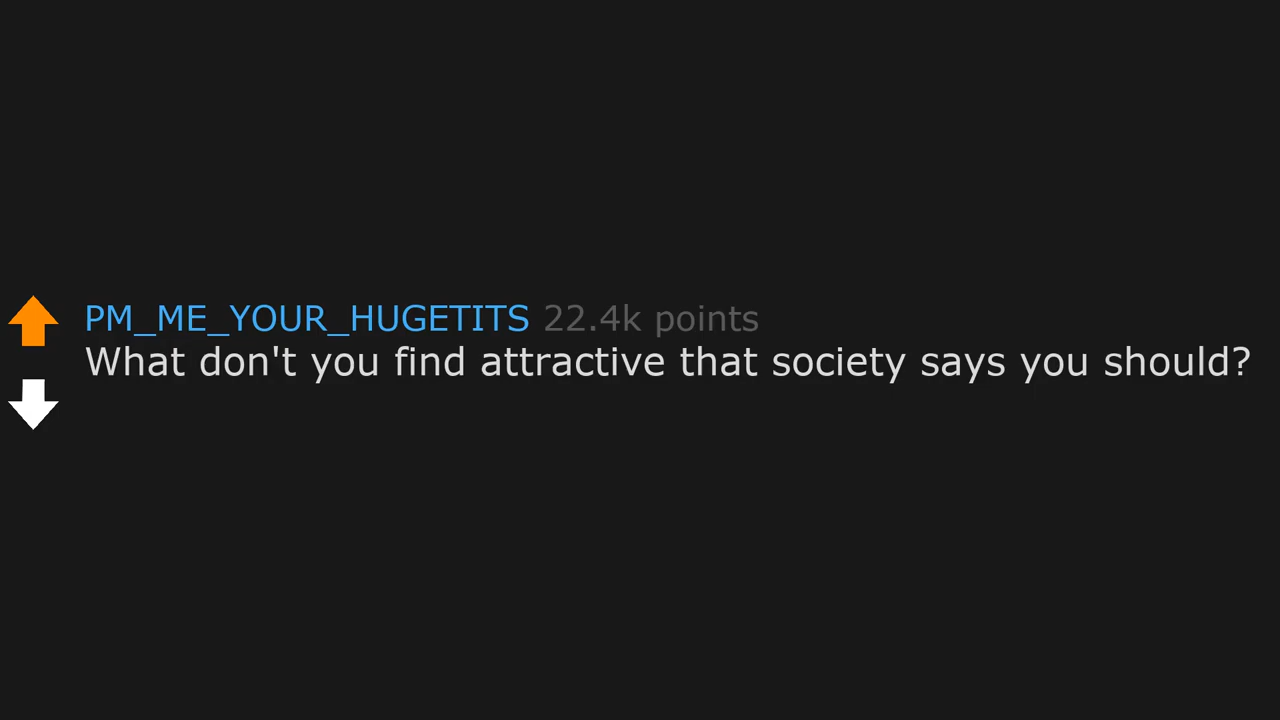 PM_ME_YOUR_HUGETITS 22.4k points
What don't you find attractive that society says you should?